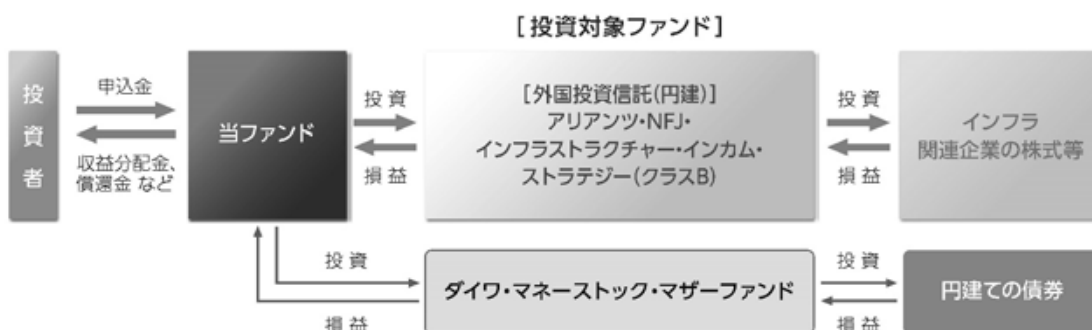 [投資対象ファンド]
投資者
申込金
収益分配金、
償還金 など
当ファンド
投 資
損 益
[外国投資信託(円建)]
アリアンツ・NFJ・
インフラストラクチャー・インカム・
ストラテジー(クラスB)
投 資
損 益
インフラ
関連企業の株式等
投 資
損 益
ダイワ・マネーストック・マザーファンド
投 資
損 益
円建ての債券